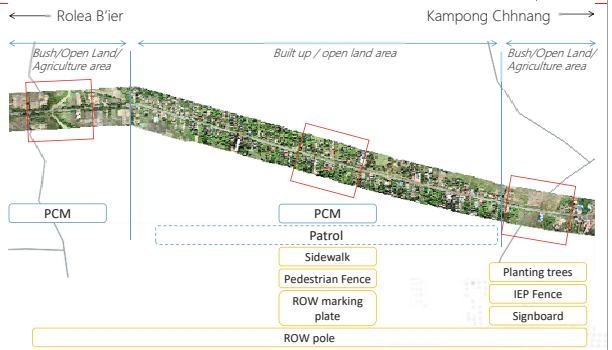 Rolea B'ier
Kampong Chhnang
Bush/Open Land/
Agriculture area
Built up / open land area
Bush/Open Land/
Agriculture area
PCM
PCM
Patrol
Sidewalk
Pedestrian Fence
ROW marking
plate
Planting trees
IEP Fence
Signboard
ROW pole